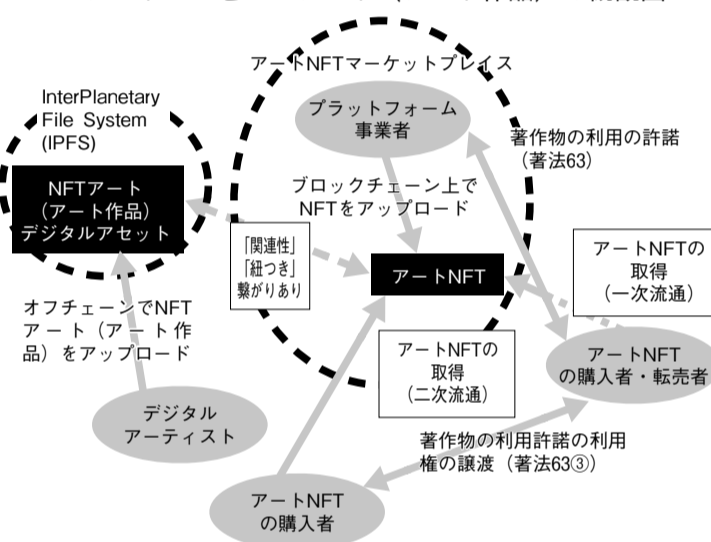 アートNFTマーケットプレイス
InterPlanetary
File System
(IPFS)
プラットフォーム
事業者
著作物の利用の許諾
（著法63）
NFTアート
（アート作品）
デジタルアセット
ブロックチェーン上で
NFTをアップロード
「関連性」
「紐つき」
繋がりあり
アートNFT
アートNFTの
取得
（一次流通）
オフチェーンでNFT
アート（アート作
品）をアップロード
アートNFTの
取得
（二次流通）
アートNFT
の購入者・転売者
デジタル
アーティスト
著作物の利用許諾の利用
権の譲渡（著法63③）
アートNFT
の購入者